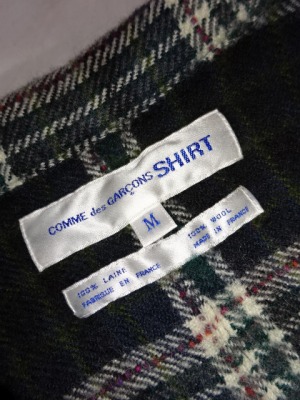 COMME des GARÇONS SHIRT
M
100% LAINE
FABRIQUE EN FRANCE
100% WOOL
MADE IN FRANCE